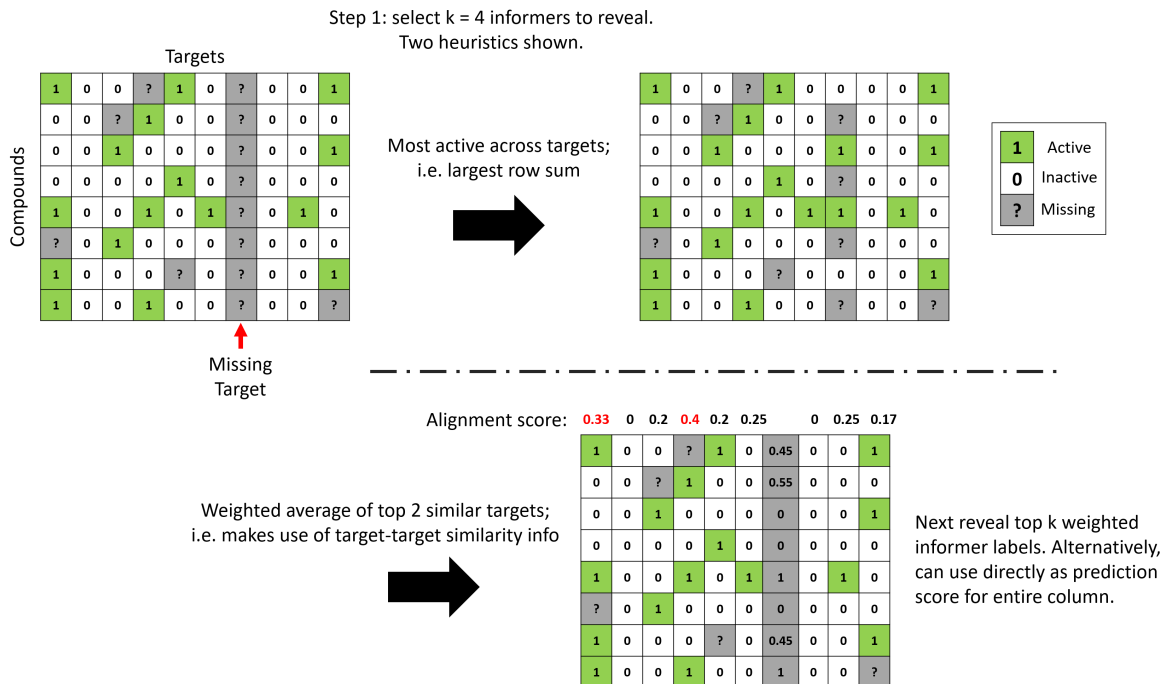 Step 1: select k = 4 informers to reveal.
Two heuristics shown.
Targets
Compounds
1 0 0 ? 1 0 ? 0 0 1
0 0 ? 1 0 0 ? 0 0 0
0 0 1 0 0 0 ? 0 0 1
0 0 0 0 1 0 ? 0 0 0
1 0 0 1 0 1 ? 0 1 0
? 0 1 0 0 0 ? 0 0 0
1 0 0 0 ? 0 ? 0 0 1
1 0 0 1 0 0 ? 0 0 ?
Missing
Target
Most active across targets;
i.e. largest row sum
1 0 0 ? 1 0 0 0 0 1
0 0 ? 1 0 0 ? 0 0 0
0 0 1 0 0 0 1 0 0 1
0 0 0 0 1 0 ? 0 0 0
1 0 0 1 0 1 1 0 1 0
? 0 1 0 0 0 ? 0 0 0
1 0 0 0 ? 0 0 0 0 1
1 0 0 1 0 0 ? 0 0 ?
1 Active
0 Inactive
? Missing
Alignment score: 0.33 0 0.2 0.4 0.2 0.25 0 0.25 0.17
Weighted average of top 2 similar targets;
i.e. makes use of target-target similarity info
1 0 0 ? 1 0 0.45 0 0 1
0 0 ? 1 0 0 0.55 0 0 0
0 0 1 0 0 0 0 0 0 1
0 0 0 0 1 0 0 0 0 0
1 0 0 1 0 1 1 0 1 0
? 0 1 0 0 0 0 0 0 0
1 0 0 0 ? 0 0.45 0 0 1
1 0 0 1 0 0 1 0 0 ?
Next reveal top k weighted
informer labels. Alternatively,
can use directly as prediction
score for entire column.